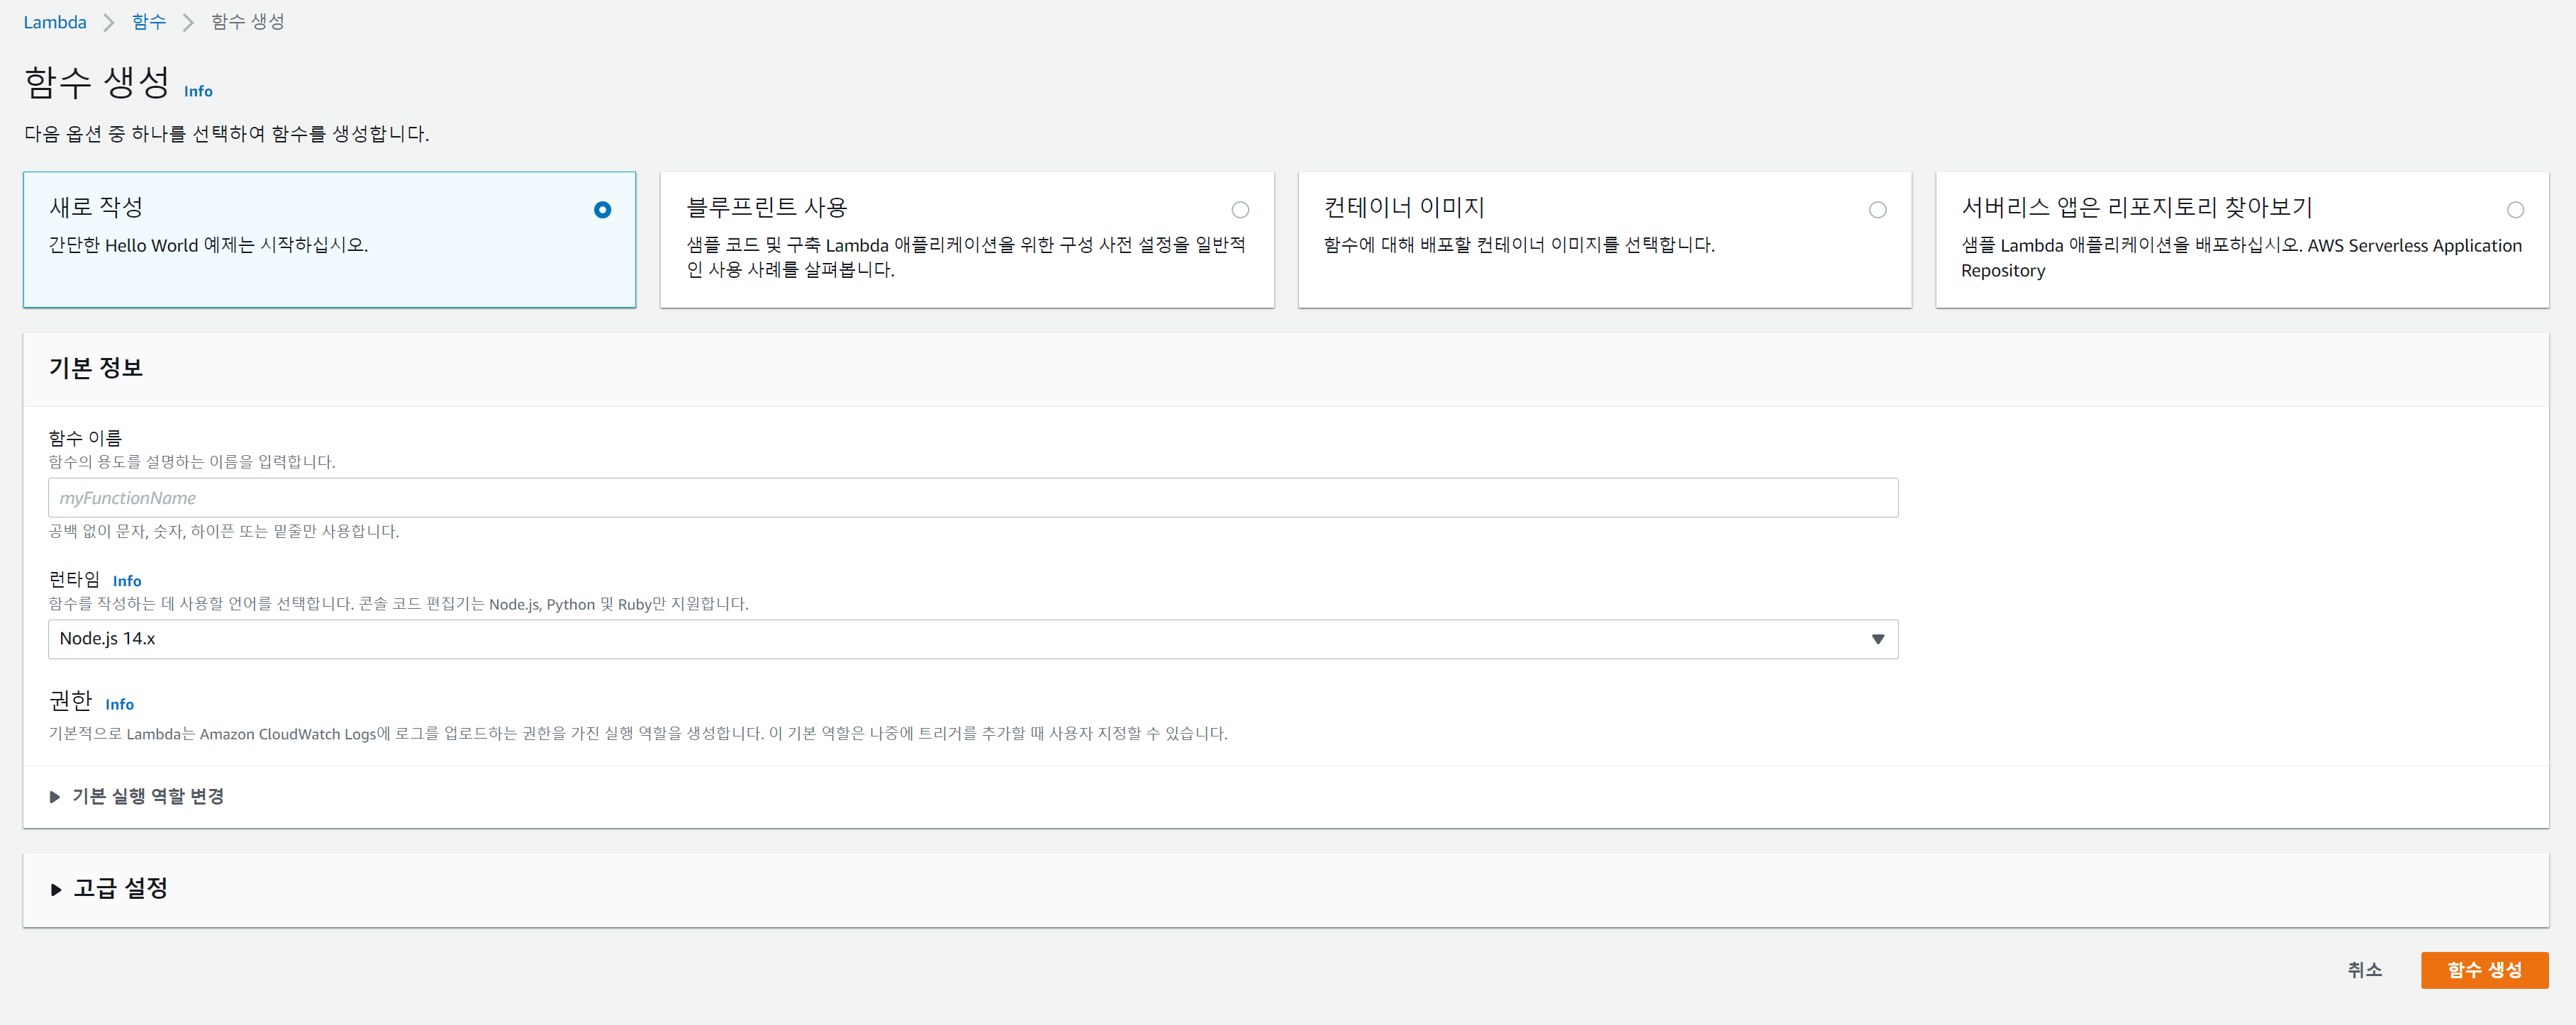 Lambda > 함수 > 함수 생성
함수 생성 Info
다음 옵션 중 하나를 선택하여 함수를 생성합니다.
새로 작성
간단한 Hello World 예제는 시작하십시오.
블루프린트 사용
샘플 코드 및 구축 Lambda 애플리케이션을 위한 구성 사전 설정을 일반적
인 사용 사례를 살펴봅니다.
컨테이너 이미지
함수에 대해 배포할 컨테이너 이미지를 선택합니다.
서버리스 앱은 리포지토리 찾아보기
샘플 Lambda 애플리케이션을 배포하십시오. AWS Serverless Application
Repository
기본 정보
함수 이름
함수의 용도를 설명하는 이름을 입력합니다.
myFunctionName
공백 없이 문자, 숫자, 하이픈 또는 밑줄만 사용합니다.
런타임 Info
함수를 작성하는 데 사용할 언어를 선택합니다. 콘솔 코드 편집기는 Node.js, Python 및 Ruby만 지원합니다.
Node.js 14.x
권한 Info
기본적으로 Lambda는 Amazon CloudWatch Logs에 로그를 업로드하는 권한을 가진 실행 역할을 생성합니다. 이 기본 역할은 나중에 트리거를 추가할 때 사용자 지정할 수 있습니다.
기본 실행 역할 변경
고급 설정
취소
함수 생성